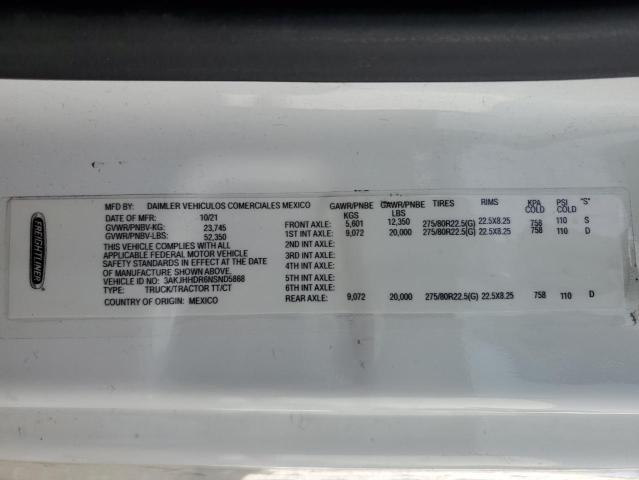 FREIGHTLINER
MFD BY: DAIMLER VEHICULOS COMERCIALES MEXICO
DATE OF MFR: 10/21
GVWR/PNBV-KG: 23,745
GVWR/PNBV-LBS: 52,350
THIS VEHICLE COMPLIES WITH ALL
APPLICABLE FEDERAL MOTOR VEHICLE
SAFETY STANDARDS IN EFFECT AS OF DATE
OF MANUFACTURE SHOWN ABOVE.
VEHICLE ID NO: 3AKJHHDR6NSND5868
TYPE: TRUCK/TRACTOR TT/CT
COUNTRY OF ORIGIN: MEXICO
GAWR/PNBE KGS GAWR/PNBE LBS TIRES RIMS KPA COLD PSI COLD "S"
FRONT AXLE: 5,601 12,350 275/80R22.5(G) 22.5X8.25 758 110 S
1ST INT AXLE: 9,072 20,000 275/80R22.5(G) 22.5X8.25 758 110 D
2ND INT AXLE:
3RD INT AXLE:
4TH INT AXLE:
5TH INT AXLE:
6TH INT AXLE:
REAR AXLE: 9,072 20,000 275/80R22.5(G) 22.5X8.25 758 110 D